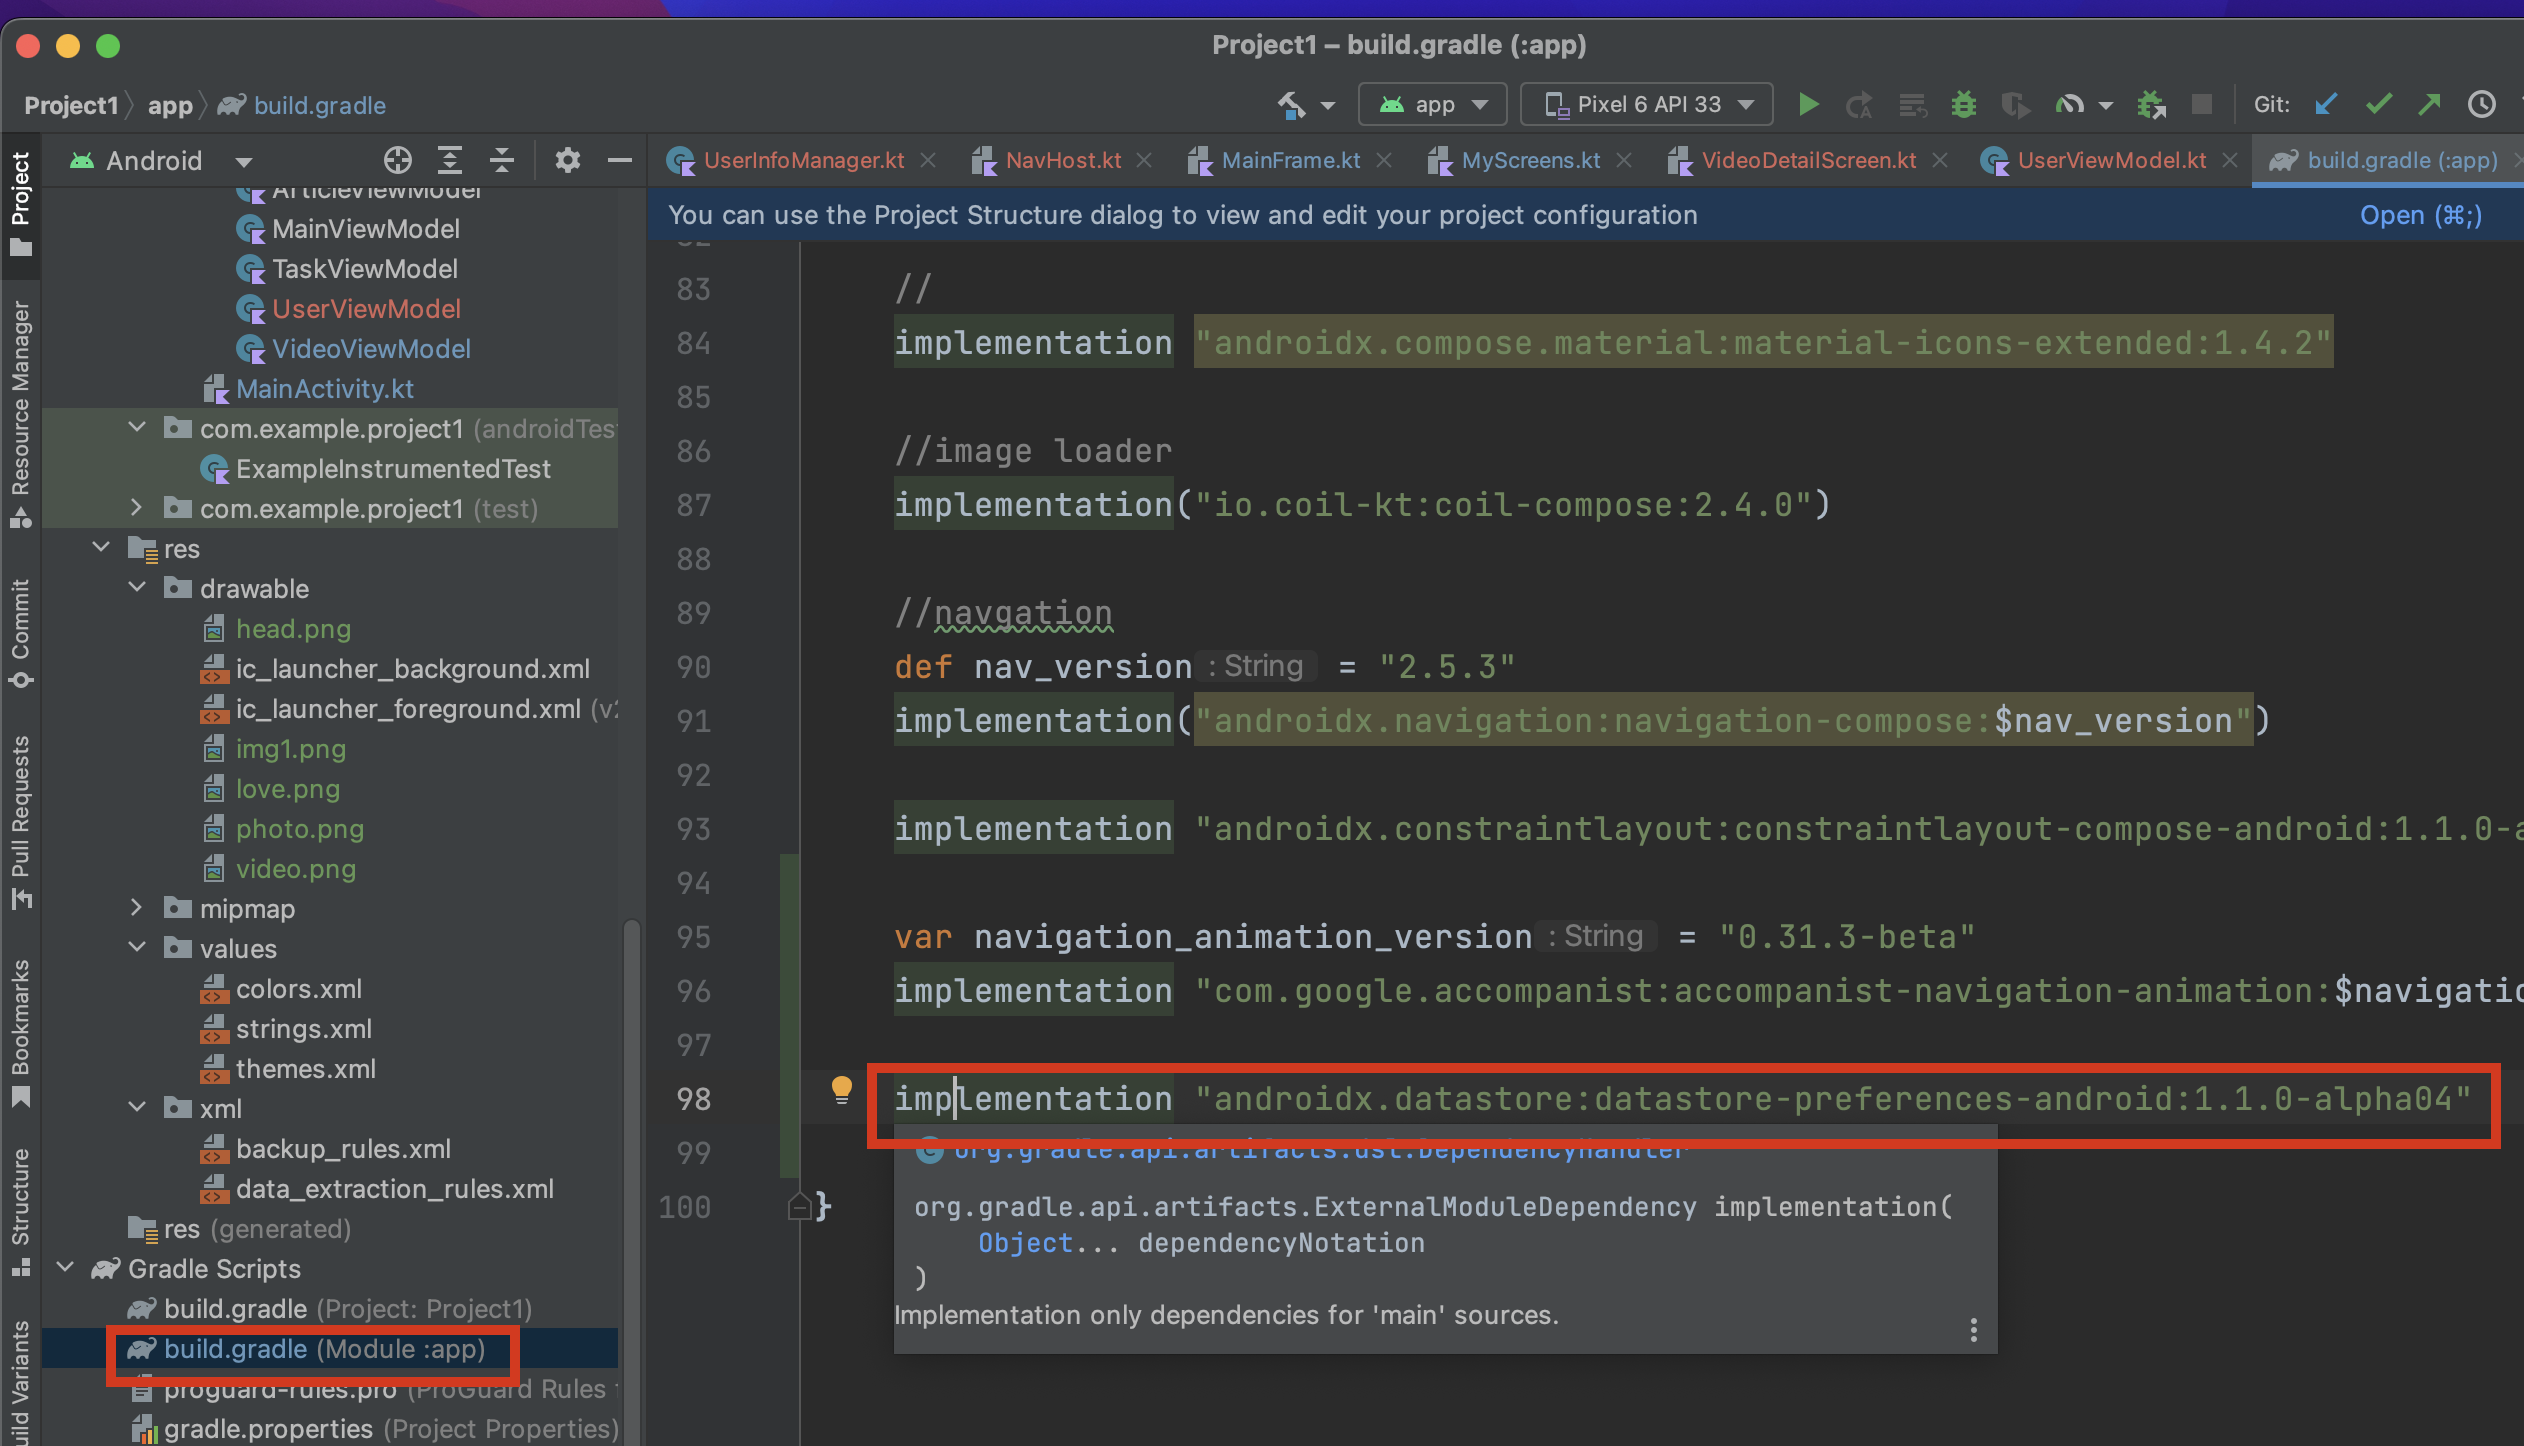 Project1 – build.gradle (:app)
Project1 app build.gradle
app
Pixel 6 API 33
Git:
Android
UserInfoManager.kt
NavHost.kt
MainFrame.kt
MyScreens.kt
VideoDetailScreen.kt
UserViewModel.kt
build.gradle (:app)
You can use the Project Structure dialog to view and edit your project configuration
Open (⌘;)
Project
Resource Manager
Commit
Pull Requests
Bookmarks
Structure
ArticleViewModel
MainViewModel
TaskViewModel
UserViewModel
VideoViewModel
MainActivity.kt
com.example.project1 (androidTes
ExampleInstrumentedTest
com.example.project1 (test)
res
drawable
head.png
ic_launcher_background.xml
ic_launcher_foreground.xml (v2
img1.png
love.png
photo.png
video.png
mipmap
values
colors.xml
strings.xml
themes.xml
xml
backup_rules.xml
data_extraction_rules.xml
res (generated)
Gradle Scripts
build.gradle (Project: Project1)
build.gradle (Module :app)
proguard-rules.pro (ProGuard Rules
gradle.properties (Project Properties)
83 //
84 implementation "androidx.compose.material:material-icons-extended:1.4.2"
85
86 //image loader
87 implementation("io.coil-kt:coil-compose:2.4.0")
88
89 //navgation
90 def nav_version : String = "2.5.3"
91 implementation("androidx.navigation:navigation-compose:$nav_version")
92
93 implementation "androidx.constraintlayout:constraintlayout-compose-android:1.1.0-a
94
95 var navigation_animation_version : String = "0.31.3-beta"
96 implementation "com.google.accompanist:accompanist-navigation-animation:$navigatio
97
98 implementation "androidx.datastore:datastore-preferences-android:1.1.0-alpha04"
99
100 }
org.gradle.api.artifacts.dsl.DependencyHandler
org.gradle.api.artifacts.ExternalModuleDependency implementation(
Object... dependencyNotation
)
Implementation only dependencies for 'main' sources.